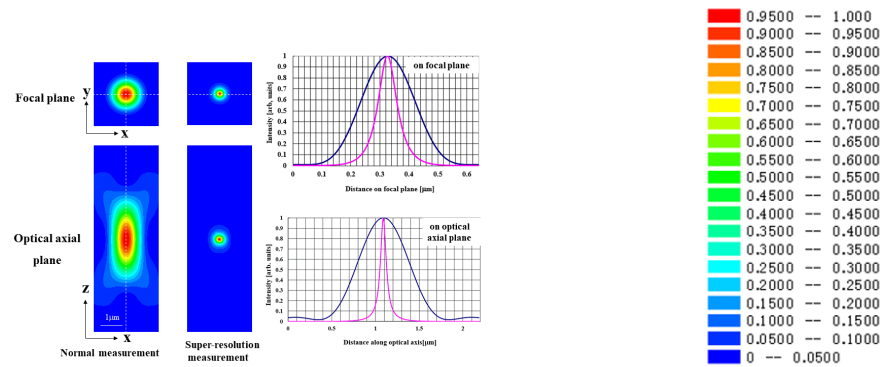 Focal plane
y
x
Optical axial
plane
z
1μm
x
Normal measurement
Super-resolution
measurement
on focal plane
Intensity [arb. units]
1
0.9
0.8
0.7
0.6
0.5
0.4
0.3
0.2
0.1
0
0 0.1 0.2 0.3 0.4 0.5 0.6
Distance on focal plane [μm]
on optical
axial plane
Intensity [arb. units]
1
0.9
0.8
0.7
0.6
0.5
0.4
0.3
0.2
0.1
0
0 0.5 1 1.5 2
Distance along optical axis[μm]
0.9500 -- 1.000
0.9000 -- 0.9500
0.8500 -- 0.9000
0.8000 -- 0.8500
0.7500 -- 0.8000
0.7000 -- 0.7500
0.6500 -- 0.7000
0.6000 -- 0.6500
0.5500 -- 0.6000
0.5000 -- 0.5500
0.4500 -- 0.5000
0.4000 -- 0.4500
0.3500 -- 0.4000
0.3000 -- 0.3500
0.2500 -- 0.3000
0.2000 -- 0.2500
0.1500 -- 0.2000
0.1000 -- 0.1500
0.0500 -- 0.1000
0 -- 0.0500